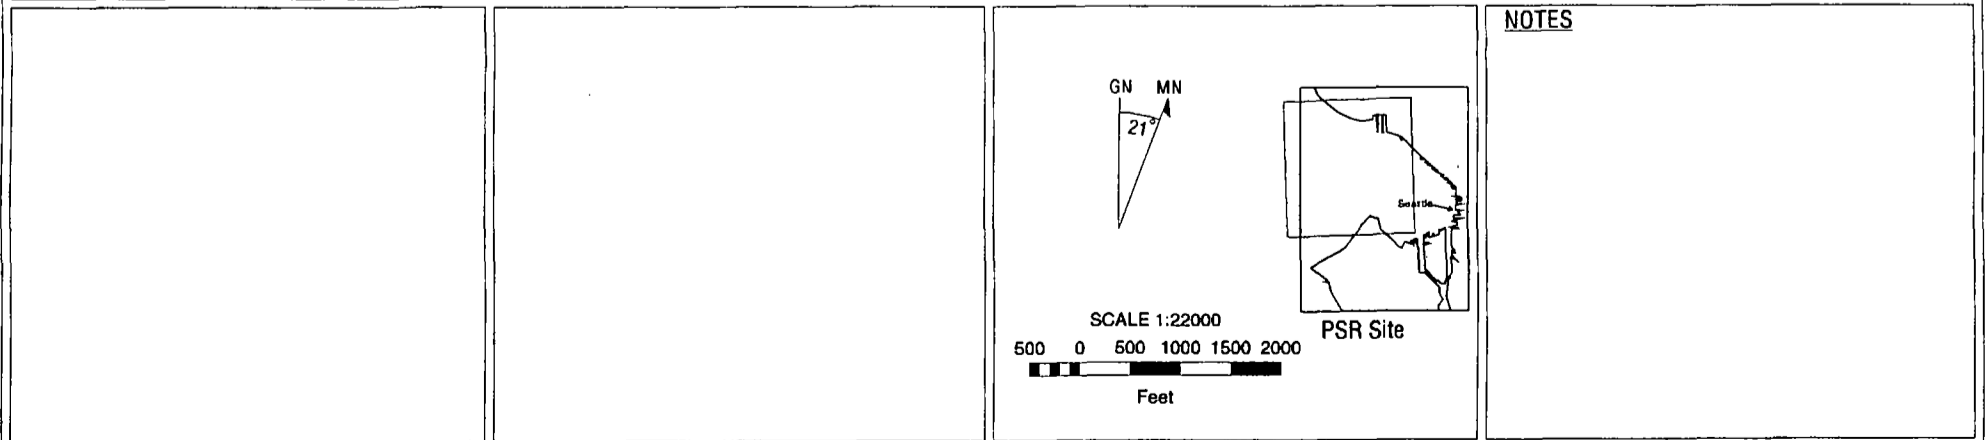 GN MN
21°
Seattle
PSR Site
SCALE 1:22000
500 0 500 1000 1500 2000
Feet
NOTES